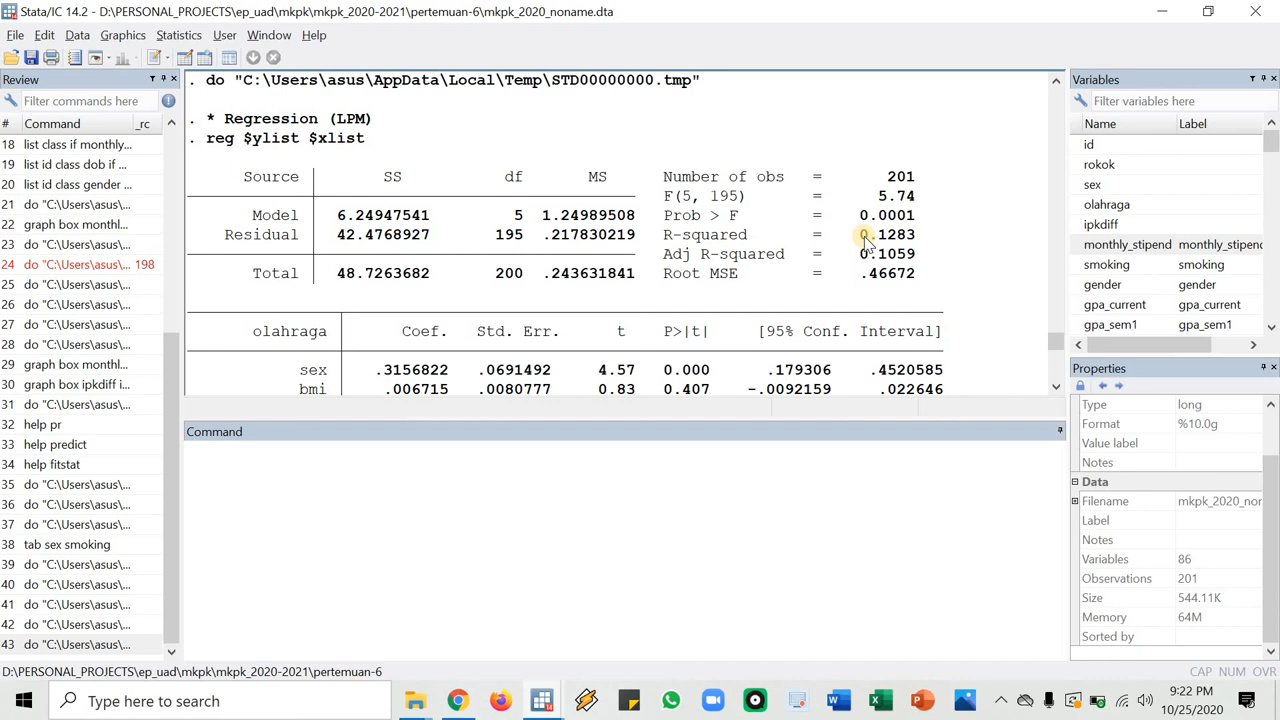 Stata/IC 14.2 - D:\PERSONAL_PROJECTS\ep_uad\mkpk\mkpk_2020-2021\pertemuan-6\mkpk_2020_noname.dta
File Edit Data Graphics Statistics User Window Help
Review
Filter commands here
# Command _rc
18 list class if monthly...
19 list id class dob if ...
20 list id class gender ...
21 do "C:\Users\asus\...
22 graph box monthl...
23 do "C:\Users\asus\...
24 do "C:\Users\asus\... 198
25 do "C:\Users\asus\...
26 do "C:\Users\asus\...
27 do "C:\Users\asus\...
28 do "C:\Users\asus\...
29 graph box monthl...
30 graph box ipkdiff i...
31 do "C:\Users\asus\...
32 help pr
33 help predict
34 help fitstat
35 do "C:\Users\asus\...
36 do "C:\Users\asus\...
37 do "C:\Users\asus\...
38 tab sex smoking
39 do "C:\Users\asus\...
40 do "C:\Users\asus\...
41 do "C:\Users\asus\...
42 do "C:\Users\asus\...
43 do "C:\Users\asus\...
. do "C:\Users\asus\AppData\Local\Temp\STD00000000.tmp"
. * Regression (LPM)
. reg $ylist $xlist
Source SS df MS Number of obs = 201
F(5, 195) = 5.74
Model 6.24947541 5 1.24989508 Prob > F = 0.0001
Residual 42.4768927 195 .217830219 R-squared = 0.1283
Adj R-squared = 0.1059
Total 48.7263682 200 .243631841 Root MSE = .46672
olahraga Coef. Std. Err. t P>|t| [95% Conf. Interval]
sex .3156822 .0691492 4.57 0.000 .179306 .4520585
bmi .006715 .0080777 0.83 0.407 -.0092159 .022646
Command
Variables
Filter variables here
Name Label
id
rokok
sex
olahraga
ipkdiff
monthly_stipend monthly_stipend
smoking smoking
gender gender
gpa_current gpa_current
gpa_sem1 gpa_sem1
Properties
Type long
Format %10.0g
Value label
Notes
Data
Filename mkpk_2020_nor
Label
Notes
Variables 86
Observations 201
Size 544.11K
Memory 64M
Sorted by
D:\PERSONAL_PROJECTS\ep_uad\mkpk\mkpk_2020-2021\pertemuan-6
CAP NUM OVR
Type here to search
9:22 PM
10/25/2020